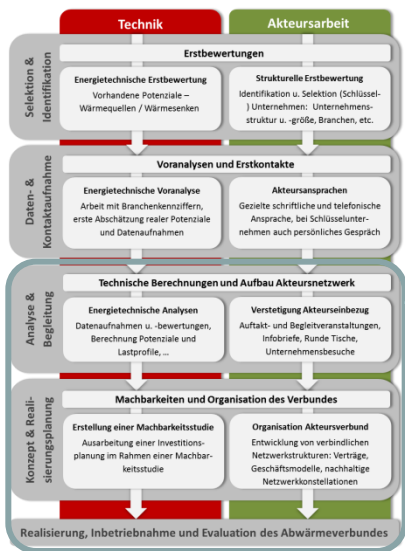 Technik
Akteursarbeit
Selektion &
Identifikation
Erstbewertungen
Energietechnische Erstbewertung
Vorhandene Potenziale –
Wärmequellen / Wärmesenken
Strukturelle Erstbewertung
Identifikation u. Selektion (Schlüssel-
) Unternehmen: Unternehmens-
struktur u. -größe, Branchen, etc.
Daten- &
Kontaktaufnahme
Voranalysen und Erstkontakte
Energietechnische Voranalyse
Arbeit mit Branchenkennziffern,
erste Abschätzung realer Potenziale
und Datenaufnahmen
Akteursansprachen
Gezielte schriftliche und telefonische
Ansprache, bei Schlüsselunter-
nehmen auch persönliches Gespräch
Analyse &
Begleitung
Technische Berechnungen und Aufbau Akteursnetzwerk
Energietechnische Analysen
Datenaufnahmen u. -bewertungen,
Berechnung Potenziale und
Lastprofile, ...
Verstetigung Akteurseinbezug
Auftakt- und Begleitveranstaltungen,
Infobriefe, Runde Tische,
Unternehmensbesuche
Konzept & Reali-
sierungsplanung
Machbarkeiten und Organisation des Verbundes
Erstellung einer Machbarkeitsstudie
Ausarbeitung einer Investitions-
planung im Rahmen einer Machbar-
keitsstudie
Organisation Akteursverbund
Entwicklung von verbindlichen
Netzwerkstrukturen: Verträge,
Geschäftsmodelle, nachhaltige
Netzwerkkonstellationen
Realisierung, Inbetriebnahme und Evaluation des Abwärmeverbundes